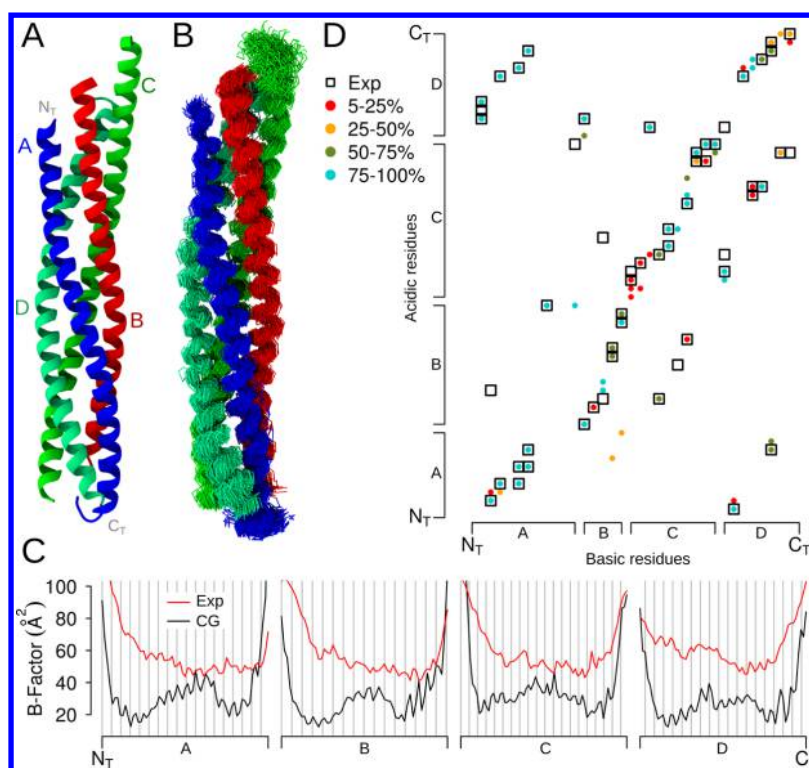 A
B
D
C
N_T
A
D
B
C_T
C_T
D
C
B
A
N_T
Acidic residues
Exp
5-25%
25-50%
50-75%
75-100%
A
B
C
D
N_T
C_T
Basic residues
C
B-Factor (Å²)
100
80
60
40
20
Exp
CG
A
B
C
D
N_T
C